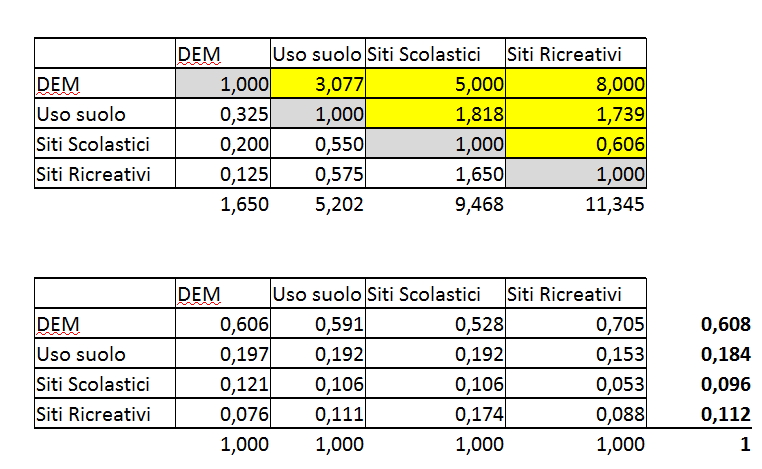 DEM Uso suolo Siti Scolastici Siti Ricreativi
DEM 1,000 3,077 5,000 8,000
Uso suolo 0,325 1,000 1,818 1,739
Siti Scolastici 0,200 0,550 1,000 0,606
Siti Ricreativi 0,125 0,575 1,650 1,000
1,650 5,202 9,468 11,345
DEM Uso suolo Siti Scolastici Siti Ricreativi
DEM 0,606 0,591 0,528 0,705 0,608
Uso suolo 0,197 0,192 0,192 0,153 0,184
Siti Scolastici 0,121 0,106 0,106 0,053 0,096
Siti Ricreativi 0,076 0,111 0,174 0,088 0,112
1,000 1,000 1,000 1,000 1